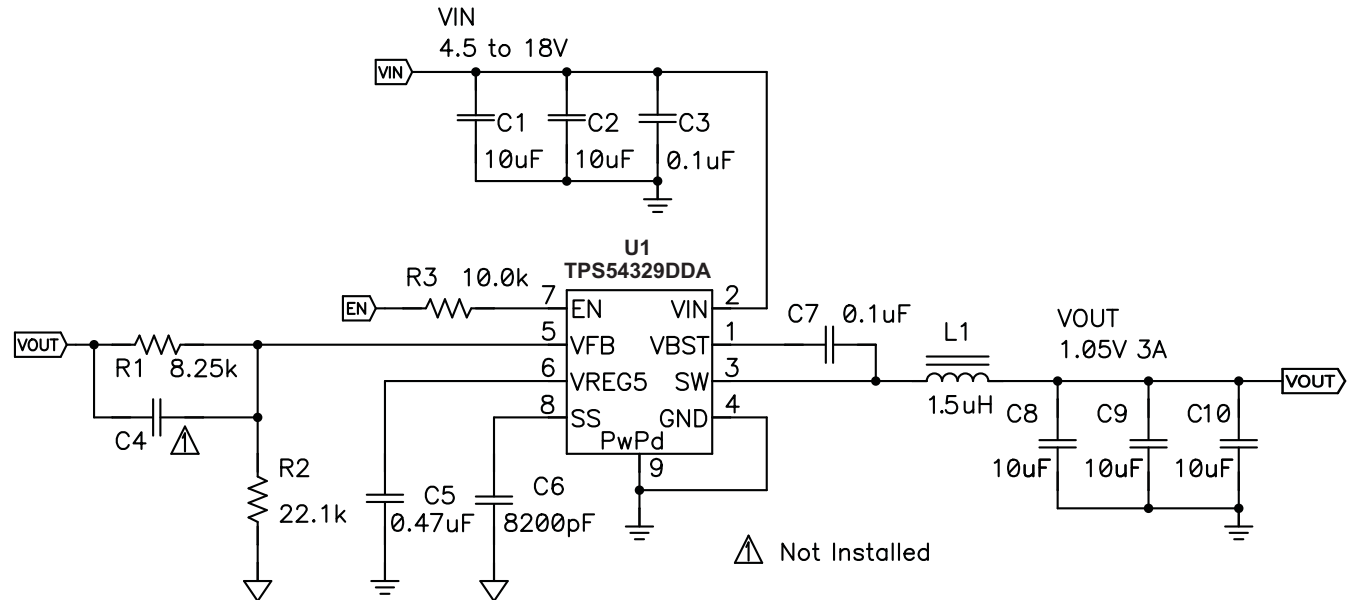 VIN
4.5 to 18V
VIN
C1
C2
C3
10uF
10uF
0.1uF
U1
TPS54329DDA
R3 10.0k
EN
7
EN
VIN
2
C7 0.1uF
VOUT
R1 8.25k
5
VFB
VBST
1
L1
VOUT
1.05V 3A
6
VREG5
SW
3
1.5uH
VOUT
C4
1
8
SS
GND
4
C8
C9
C10
PwPd
9
10uF
10uF
10uF
R2
22.1k
C5
0.47uF
C6
8200pF
1 Not Installed